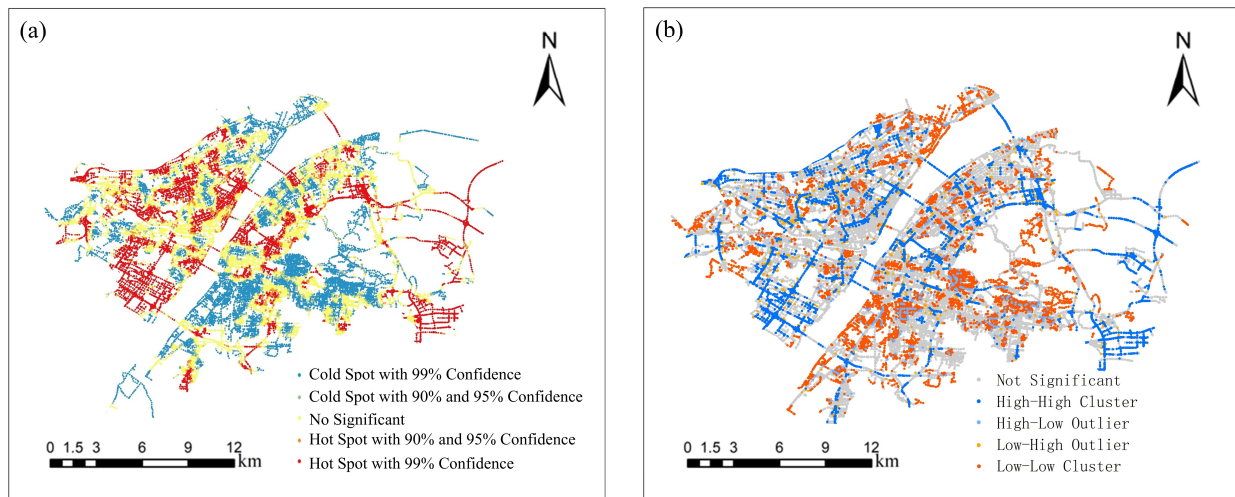 (a)
N
Cold Spot with 99% Confidence
Cold Spot with 90% and 95% Confidence
No Significant
Hot Spot with 90% and 95% Confidence
Hot Spot with 99% Confidence
0 1.5 3 6 9 12
km
(b)
N
Not Significant
High-High Cluster
High-Low Outlier
Low-High Outlier
Low-Low Cluster
0 1.5 3 6 9 12
km